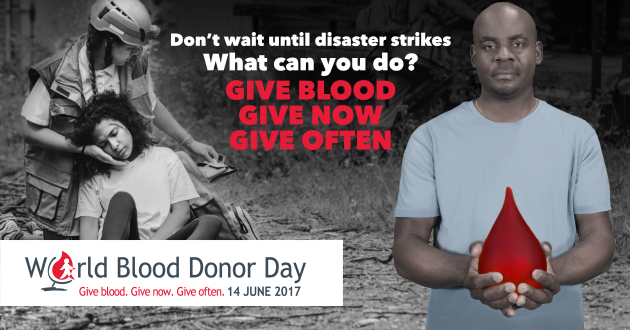 Don't wait until disaster strikes
What can you do?
GIVE BLOOD
GIVE NOW
GIVE OFTEN
World Blood Donor Day
Give blood. Give now. Give often. 14 JUNE 2017